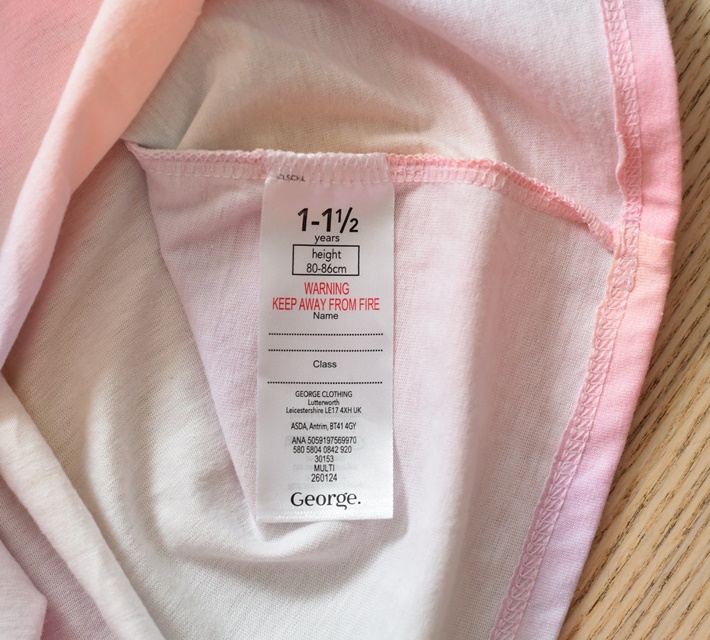 1-1½
years
height
80-86cm
WARNING
KEEP AWAY FROM FIRE
Name
Class
GEORGE CLOTHING
Lutterworth
Leicestershire LE17 4XH UK
ASDA, Antrim, BT41 4GY
ANA 5059197569970
580 5804 0842 920
30153
MULTI
260124
George.